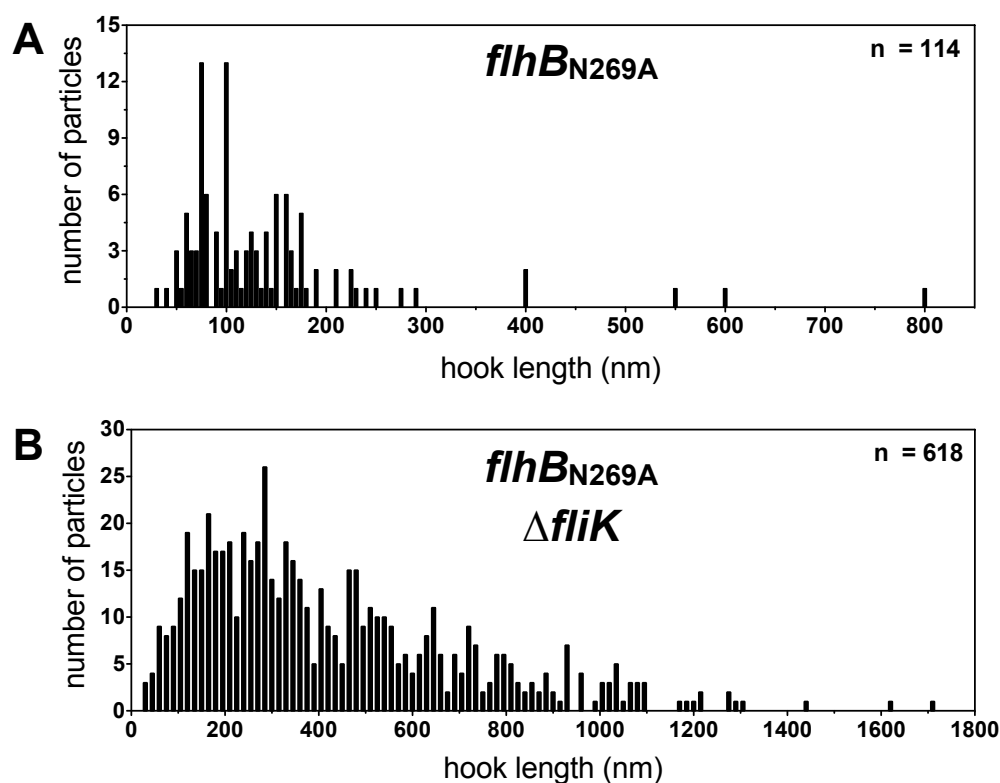 A
flhBN269A
n = 114
number of particles
15
12
9
6
3
0
0 100 200 300 400 500 600 700 800
hook length (nm)
B
flhBN269A
ΔfliK
n = 618
number of particles
30
25
20
15
10
5
0
0 200 400 600 800 1000 1200 1400 1600 1800
hook length (nm)